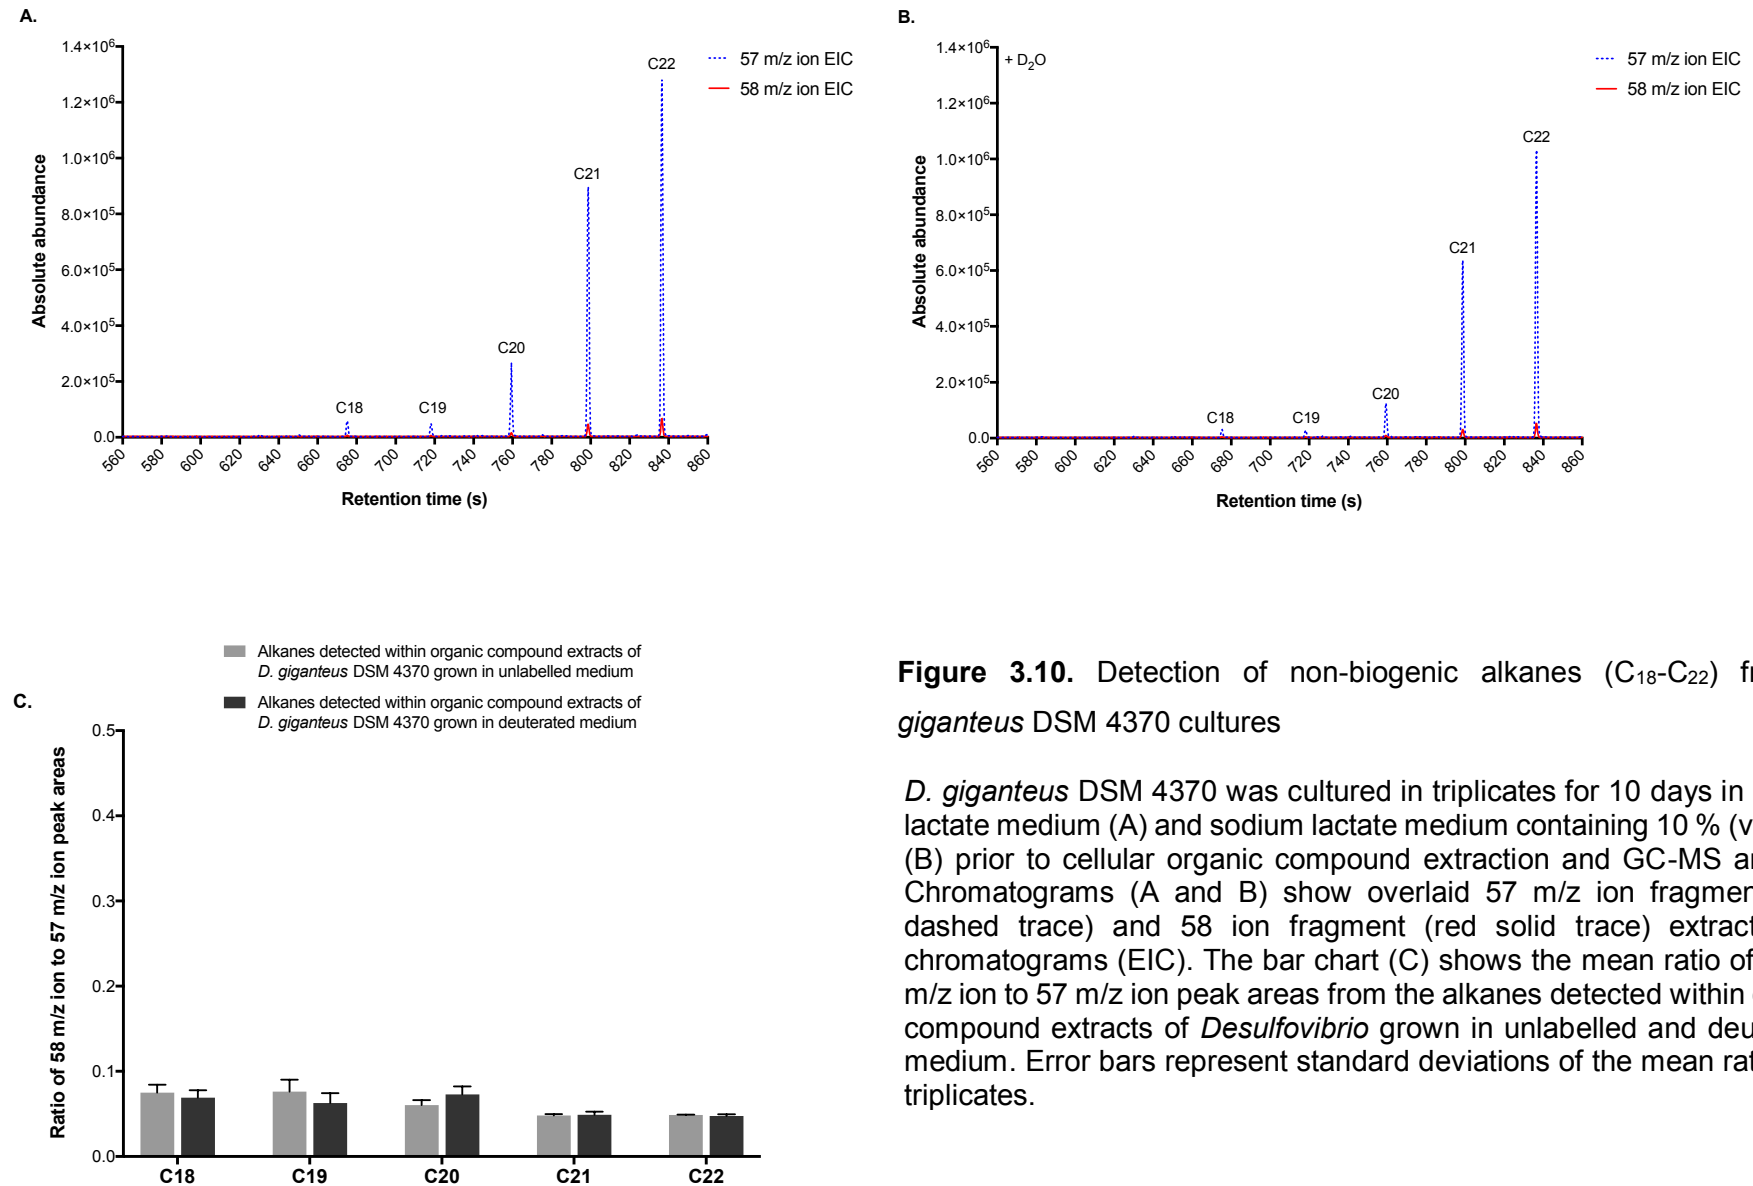 A.
1.4×10⁶
1.2×10⁶
1.0×10⁶
8.0×10⁵
6.0×10⁵
4.0×10⁵
2.0×10⁵
0.0
Absolute abundance
C18
C19
C20
C21
C22
57 m/z ion EIC
58 m/z ion EIC
560 580 600 620 640 660 680 700 720 740 760 780 800 820 840 860
Retention time (s)
B.
+ D₂O
1.4×10⁶
1.2×10⁶
1.0×10⁶
8.0×10⁵
6.0×10⁵
4.0×10⁵
2.0×10⁵
0.0
Absolute abundance
C18
C19
C20
C21
C22
57 m/z ion EIC
58 m/z ion EIC
560 580 600 620 640 660 680 700 720 740 760 780 800 820 840 860
Retention time (s)
C.
Alkanes detected within organic compound extracts of
D. giganteus DSM 4370 grown in unlabelled medium
Alkanes detected within organic compound extracts of
D. giganteus DSM 4370 grown in deuterated medium
0.5
0.4
0.3
0.2
0.1
0.0
Ratio of 58 m/z ion to 57 m/z ion peak areas
C18 C19 C20 C21 C22
Figure 3.10. Detection of non-biogenic alkanes (C₁₈-C₂₂)
giganteus DSM 4370 cultures
D. giganteus DSM 4370 was cultured in triplicates for 10 days in
lactate medium (A) and sodium lactate medium containing 10 %
(B) prior to cellular organic compound extraction and GC-MS
Chromatograms (A and B) show overlaid 57 m/z ion fragment
dashed trace) and 58 ion fragment (red solid trace)
chromatograms (EIC). The bar chart (C) shows the mean ratio of
m/z ion to 57 m/z ion peak areas from the alkanes detected within
compound extracts of Desulfovibrio grown in unlabelled and
medium. Error bars represent standard deviations of the mean
triplicates.